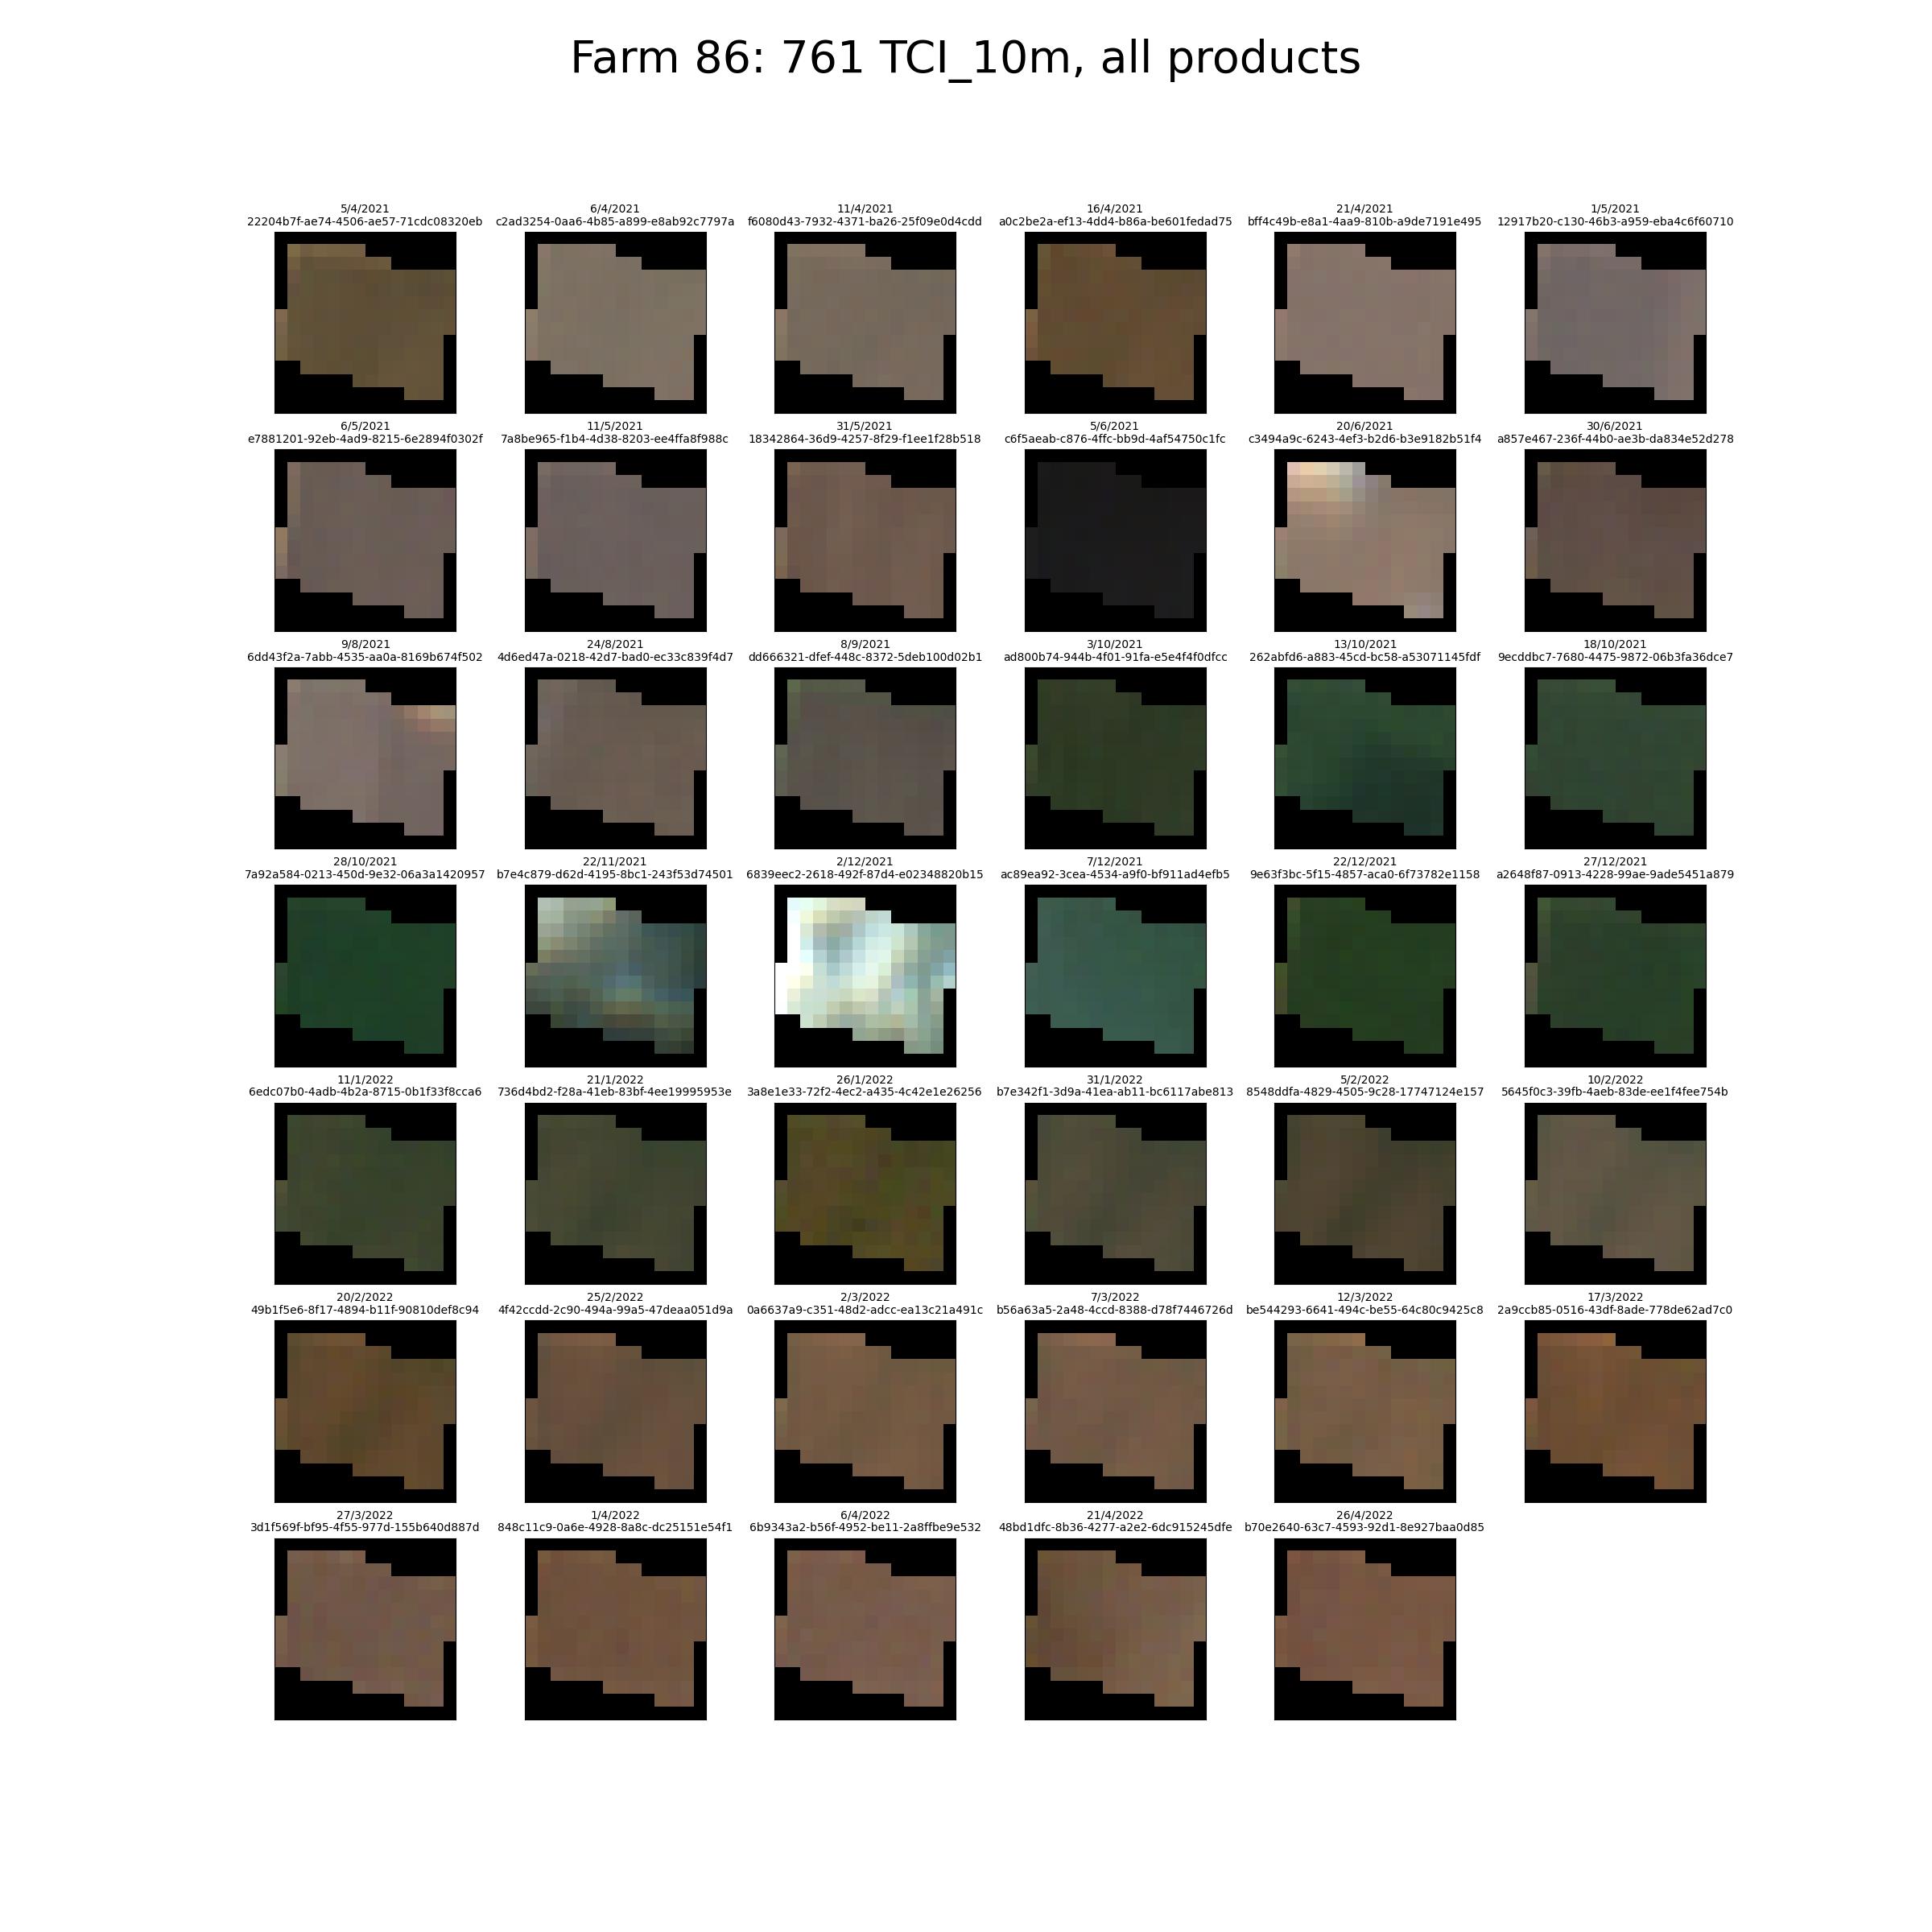 Farm 86: 761 TCI_10m, all products
5/4/2021
22204b7f-ae74-4506-ae57-71cdc08320eb
6/4/2021
c2ad3254-0aa6-4b85-a899-e8ab92c7797a
11/4/2021
f6080d43-7932-4371-ba26-25f09e0d4cdd
16/4/2021
a0c2be2a-ef13-4dd4-b86a-be601fedad75
21/4/2021
bff4c49b-e8a1-4aa9-810b-a9de7191e495
1/5/2021
12917b20-c130-46b3-a959-eba4c6f60710
6/5/2021
e7881201-92eb-4ad9-8215-6e2894f0302f
11/5/2021
7a8be965-f1b4-4d38-8203-ee4ffa8f988c
31/5/2021
18342864-36d9-4257-8f29-f1ee1f28b518
5/6/2021
c6f5aeab-c876-4ffc-bb9d-4af54750c1fc
20/6/2021
c3494a9c-6243-4ef3-b2d6-b3e9182b51f4
30/6/2021
a857e467-236f-44b0-ae3b-da834e52d278
9/8/2021
6dd43f2a-7abb-4535-aa0a-8169b674f502
24/8/2021
4d6ed47a-0218-42d7-bad0-ec33c839f4d7
8/9/2021
dd666321-dfef-448c-8372-5deb100d02b1
3/10/2021
ad800b74-944b-4f01-91fa-e5e4f4f0dfcc
13/10/2021
262abfd6-a883-45cd-bc58-a53071145fdf
18/10/2021
9ecddbc7-7680-4475-9872-06b3fa36dce7
28/10/2021
7a92a584-0213-450d-9e32-06a3a1420957
22/11/2021
b7e4c879-d62d-4195-8bc1-243f53d74501
2/12/2021
6839eec2-2618-492f-87d4-e02348820b15
7/12/2021
ac89ea92-3cea-4534-a9f0-bf911ad4efb5
22/12/2021
9e63f3bc-5f15-4857-aca0-6f73782e1158
27/12/2021
a2648f87-0913-4228-99ae-9ade5451a879
11/1/2022
6edc07b0-4adb-4b2a-8715-0b1f33f8cca6
21/1/2022
736d4bd2-f28a-41eb-83bf-4ee19995953e
26/1/2022
3a8e1e33-72f2-4ec2-a435-4c42e1e26256
31/1/2022
b7e342f1-3d9a-41ea-ab11-bc6117abe813
5/2/2022
8548ddfa-4829-4505-9c28-17747124e157
10/2/2022
5645f0c3-39fb-4aeb-83de-ee1f4fee754b
20/2/2022
49b1f5e6-8f17-4894-b11f-90810def8c94
25/2/2022
4f42ccdd-2c90-494a-99a5-47deaa051d9a
2/3/2022
0a6637a9-c351-48d2-adcc-ea13c21a491c
7/3/2022
b56a63a5-2a48-4ccd-8388-d78f7446726d
12/3/2022
be544293-6641-494c-be55-64c80c9425c8
17/3/2022
2a9ccb85-0516-43df-8ade-778de62ad7c0
27/3/2022
3d1f569f-bf95-4f55-977d-155b640d887d
1/4/2022
848c11c9-0a6e-4928-8a8c-dc25151e54f1
6/4/2022
6b9343a2-b56f-4952-be11-2a8ffbe9e532
21/4/2022
48bd1dfc-8b36-4277-a2e2-6dc915245dfe
26/4/2022
b70e2640-63c7-4593-92d1-8e927baa0d85